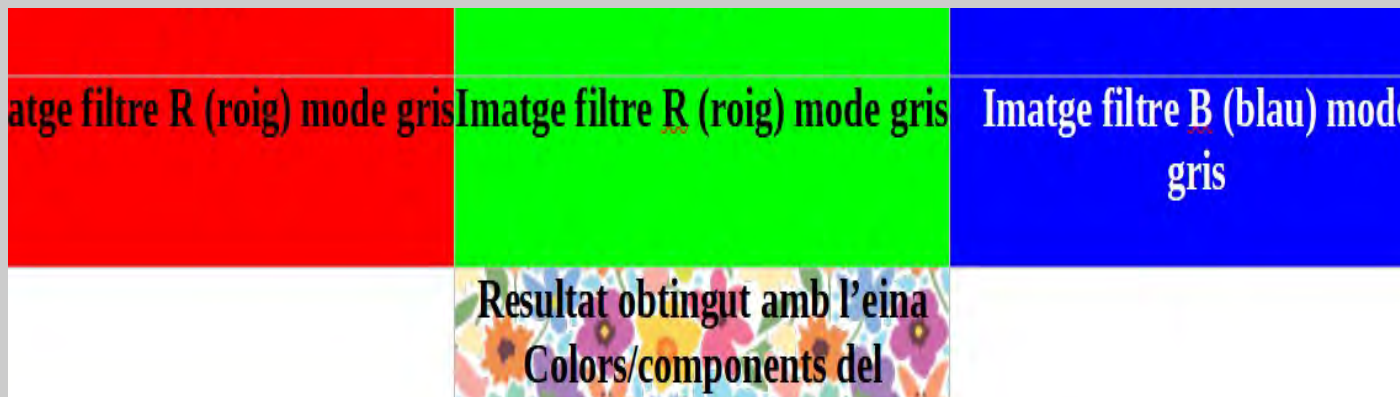 atge filtre R (roig) mode gris
Imatge filtre R (roig) mode gris
Imatge filtre B (blau) mode
gris
Resultat obtingut amb l’eina
Colors/components del